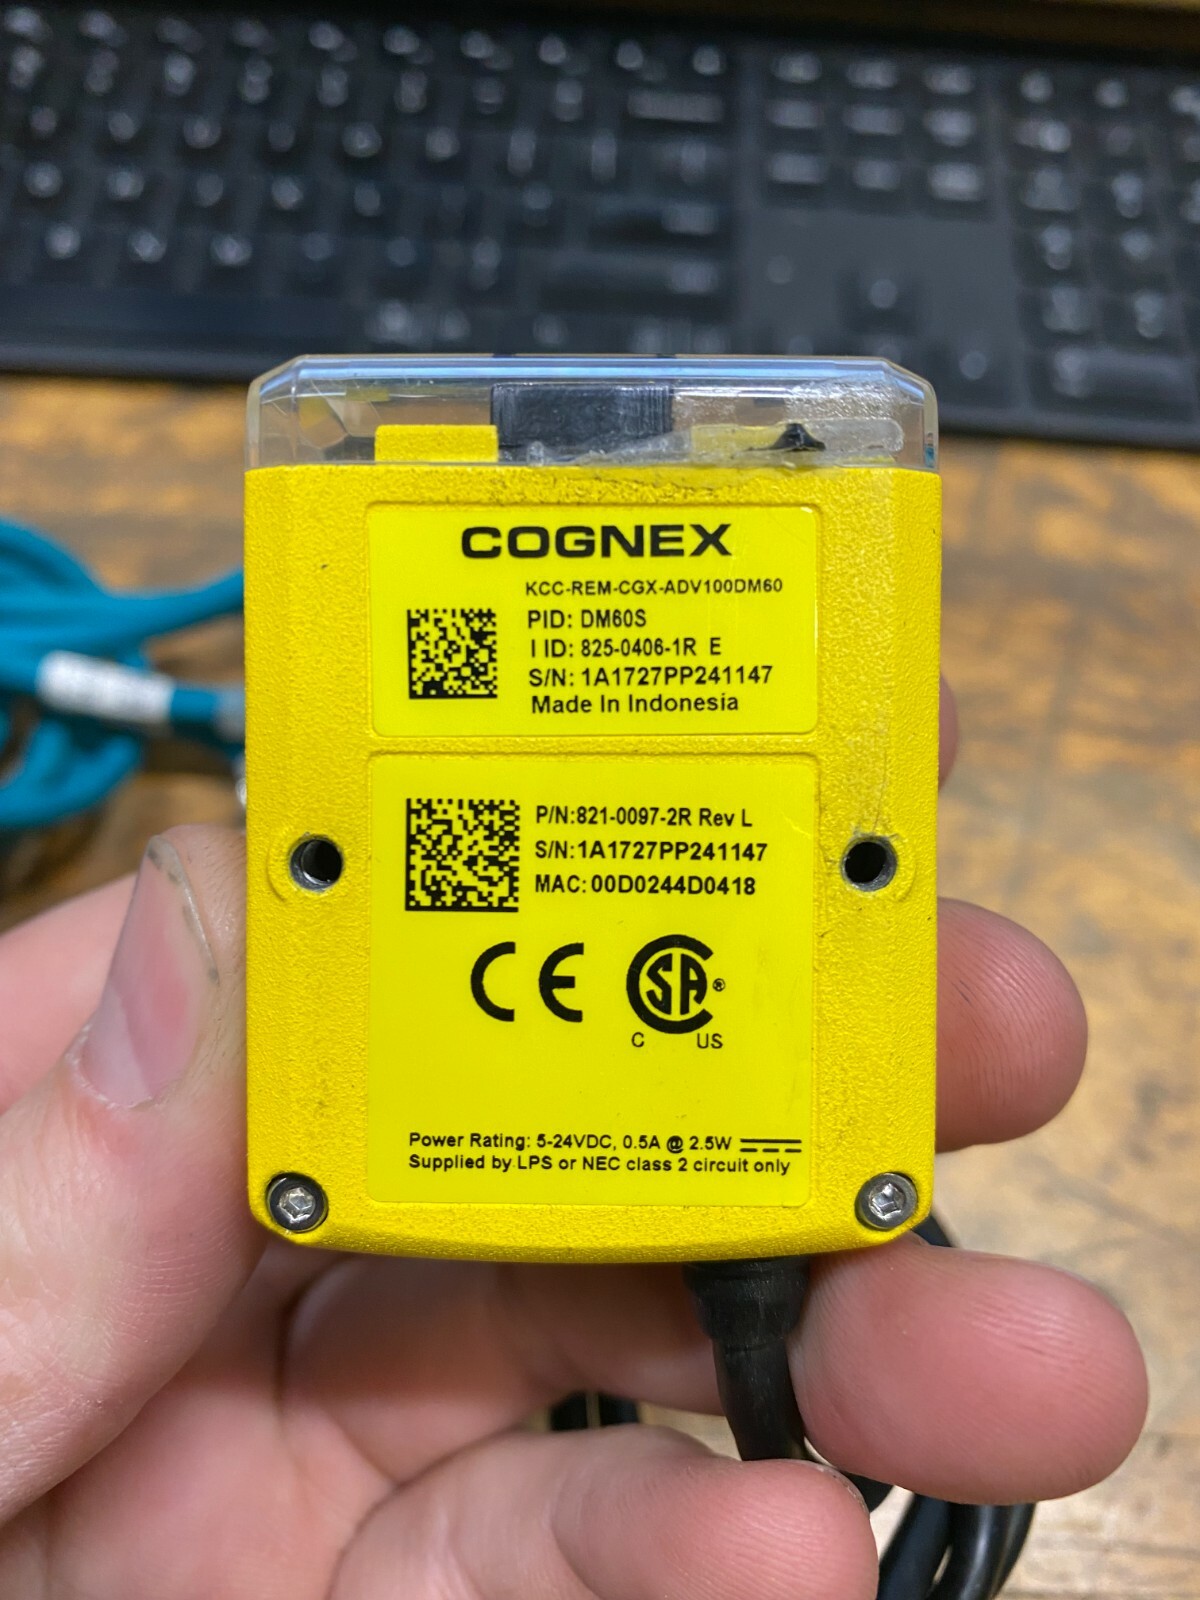 COGNEX
KCC-REM-CGX-ADV100DM60
PID: DM60S
I ID: 825-0406-1R E
S/N: 1A1727PP241147
Made In Indonesia
P/N:821-0097-2R Rev L
S/N:1A1727PP241147
MAC:00D0244D0418
CE SA®
C US
Power Rating: 5-24VDC, 0.5A @ 2.5W
Supplied by LPS or NEC class 2 circuit only